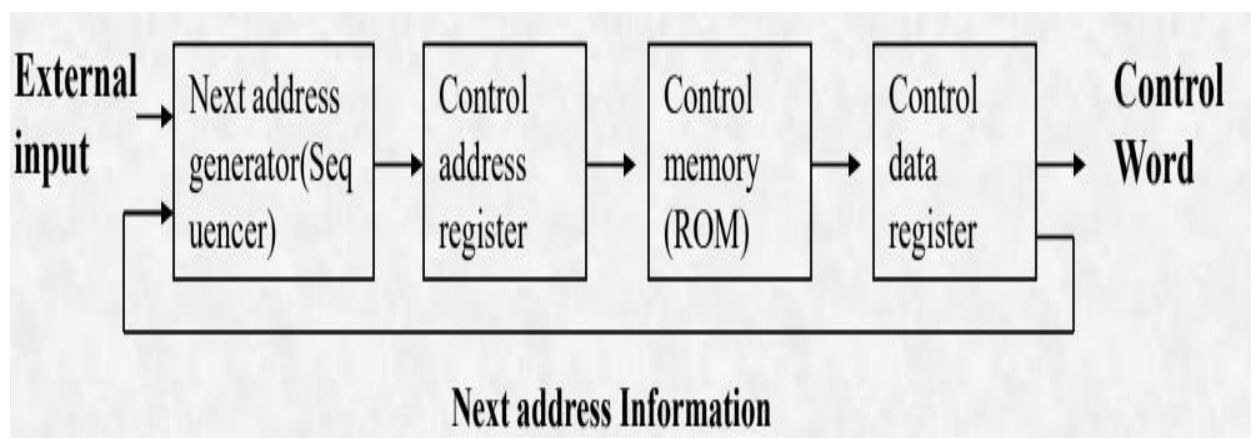 External
input
Next address
generator(Seq
uencer)
Control
address
register
Control
memory
(ROM)
Control
data
register
Control
Word
Next address Information